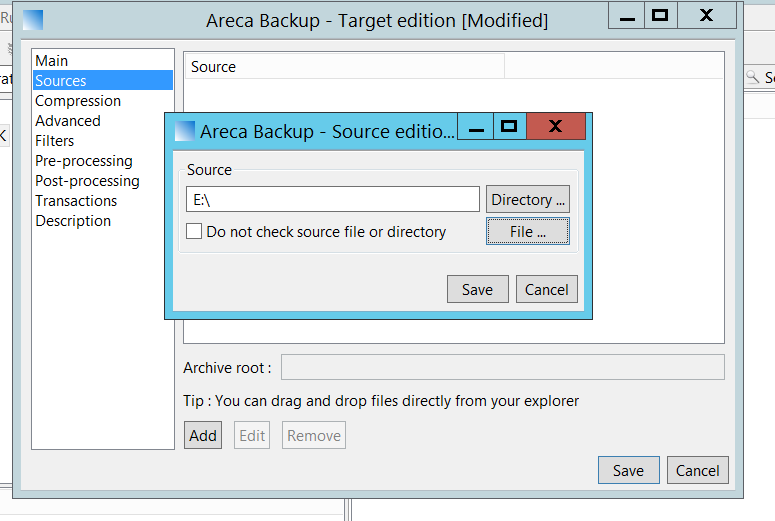 Areca Backup - Target edition [Modified]
Main
Sources
Compression
Advanced
Filters
Pre-processing
Post-processing
Transactions
Description
Source
Areca Backup - Source editio...
Source
E:\
Directory ...
Do not check source file or directory
File ...
Save
Cancel
Archive root :
Tip : You can drag and drop files directly from your explorer
Add
Edit
Remove
Save
Cancel